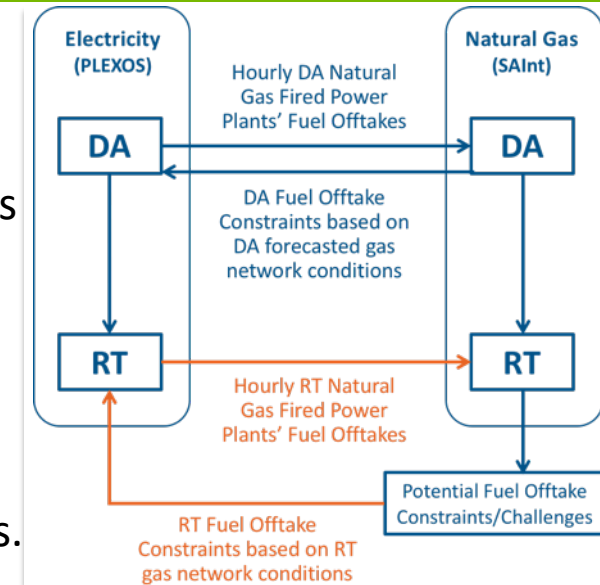 Electricity
(PLEXOS)
Natural Gas
(SAInt)
Hourly DA Natural
Gas Fired Power
Plants’ Fuel Offtakes
DA
DA
s
DA Fuel Offtake
Constraints based on
DA forecasted gas
network conditions
RT
RT
Hourly RT Natural
Gas Fired Power
Plants’ Fuel Offtakes
Potential Fuel Offtake
Constraints/Challenges
s.
RT Fuel Offtake
Constraints based on RT
gas network conditions